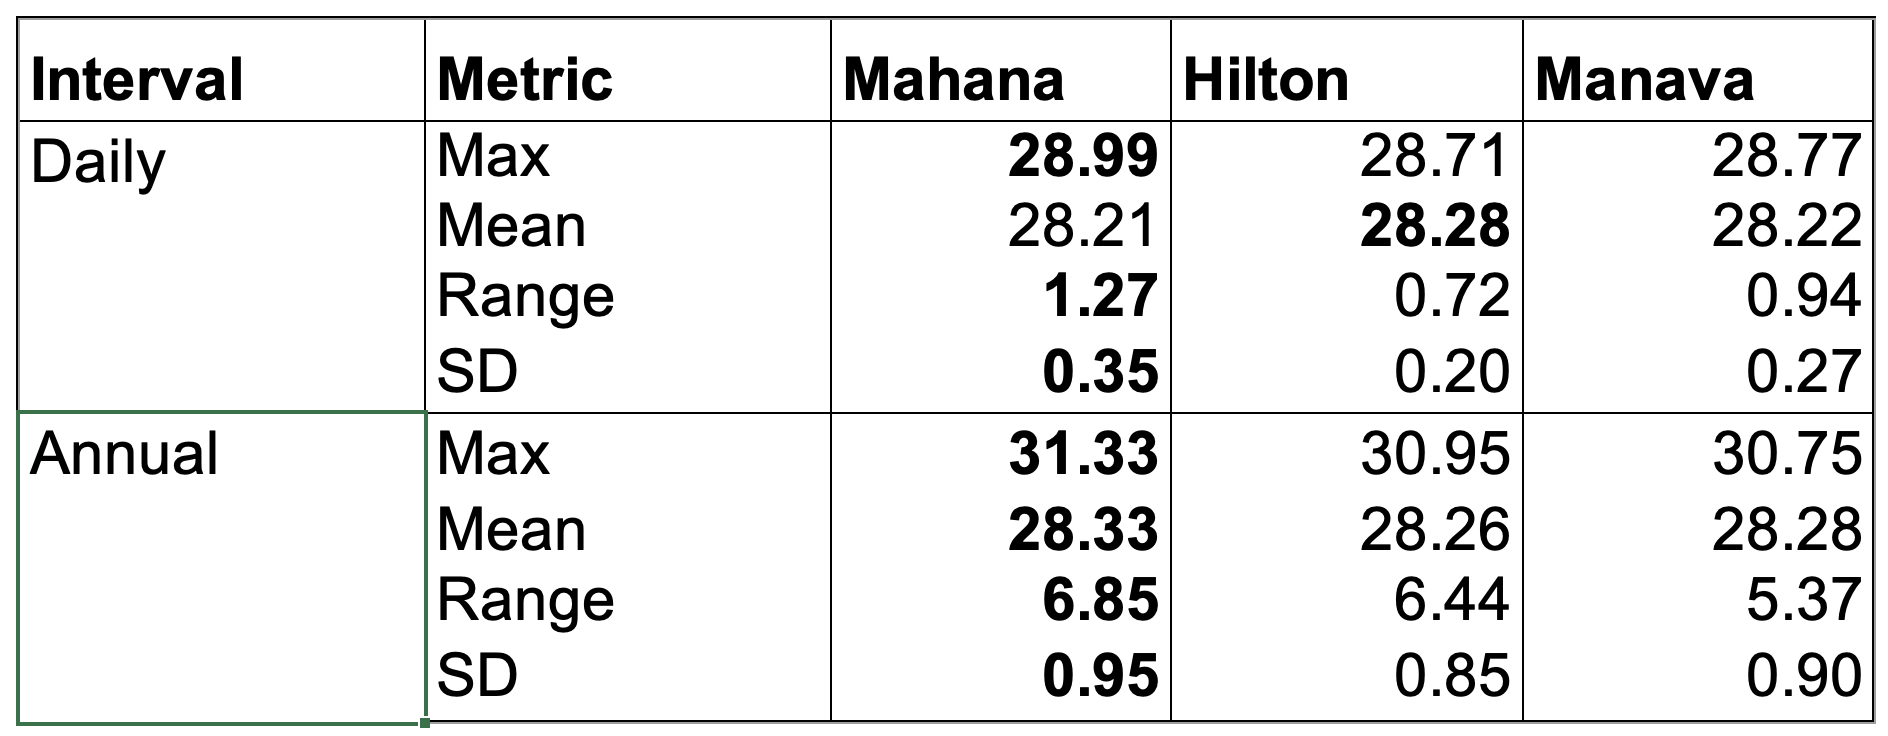 Interval Metric Mahana Hilton Manava
Daily Max 28.99 28.71 28.77
Mean 28.21 28.28 28.22
Range 1.27 0.72 0.94
SD 0.35 0.20 0.27
Annual Max 31.33 30.95 30.75
Mean 28.33 28.26 28.28
Range 6.85 6.44 5.37
SD 0.95 0.85 0.90